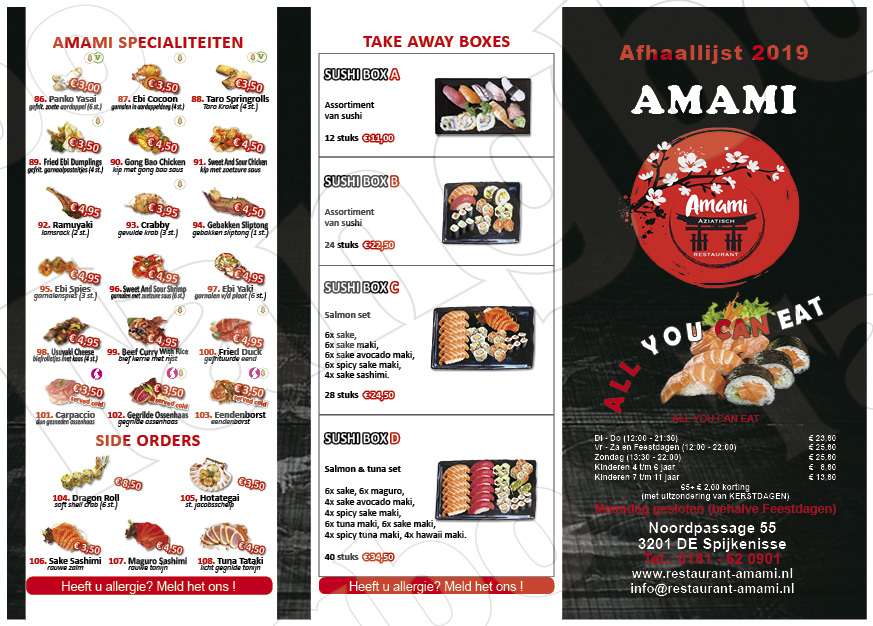 AMAMI SPECIALITEITEN
€3,00
€3,50
€3,50
86. Panko Yasai
gefrit. zoete aardappel (6 st.)
87. Ebi Cocoon
garnalen in aardappeldeeg (4 st.)
88. Taro Springrolls
Taro Kroket (4 st.)
€4,50
€4,50
€4,50
89. Fried Ebi Dumplings
gefrit. garnaalpasteitjes (4 st.)
90. Gong Bao Chicken
kip met gong bao saus
91. Sweet And Sour Chicken
kip met zoetzure saus
€4,95
€3,95
€4,50
92. Ramuyaki
lamsrack (2 st.)
93. Crabby
gevulde krab (3 st.)
94. Gebakken Sliptong
gebakken sliptong (1 st.)
€4,95
€4,95
€4,95
95. Ebi Spies
garnalenspies (3 st.)
96. Sweet And Sour Shrimp
garnalen met zoetzure saus (6 st.)
97. Ebi Yaki
garnalen v/d plaat (6 st.)
€4,95
€4,95
€4,95
98. Usuyaki Cheese
biefrolletjes met kaas (4 st.)
99. Beef Curry With Rice
bief kerrie met rijst
100. Fried Duck
gefrituurde eend
€3,50
served cold
€3,50
served cold
€3,50
served cold
101. Carpaccio
dun gesneden ossenhaas
102. Gegrilde Ossenhaas
gegrilde ossenhaas
103. Eendenborst
eendenborst
SIDE ORDERS
€8,50
€3,50
104. Dragon Roll
soft shell crab (6 st.)
105. Hotategai
st. jacobsschelp
€3,50
€4,50
€4,50
106. Sake Sashimi
rauwe zalm
107. Maguro Sashimi
rauwe tonijn
108. Tuna Tataki
licht gegrilde tonijn
Heeft u allergie? Meld het ons !
TAKE AWAY BOXES
SUSHI BOX A
Assortiment
van sushi
12 stuks €11,00
SUSHI BOX B
Assortiment
van sushi
24 stuks €22,50
SUSHI BOX C
Salmon set
6x sake,
6x sake maki,
6x sake avocado maki,
6x spicy sake maki,
4x sake sashimi.
28 stuks €24,50
SUSHI BOX D
Salmon & tuna set
6x sake, 6x maguro,
4x sake avocado maki,
4x spicy sake maki,
6x tuna maki, 6x sake maki,
4x spicy tuna maki, 4x hawaii maki.
40 stuks €34,50
Heeft u allergie? Meld het ons !
Afhaallijst 2019
AMAMI
Amami
AZIATISCH
RESTAURANT
ALL YOU CAN EAT
ALL YOU CAN EAT
Di - Do (12:00 - 21:30) € 23,80
Vr - Za en Feestdagen (12:00 - 22:00) € 25,80
Zondag (13:30 - 22:00) € 25,80
Kinderen 4 t/m 6 jaar € 8,80
Kinderen 7 t/m 11 jaar € 13,80
65+ € 2,00 korting
(met uitzondering van KERSTDAGEN)
Maandag gesloten (behalve Feestdagen)
Noordpassage 55
3201 DE Spijkenisse
Tel.: 0181 - 62 0901
www.restaurant-amami.nl
info@restaurant-amami.nl